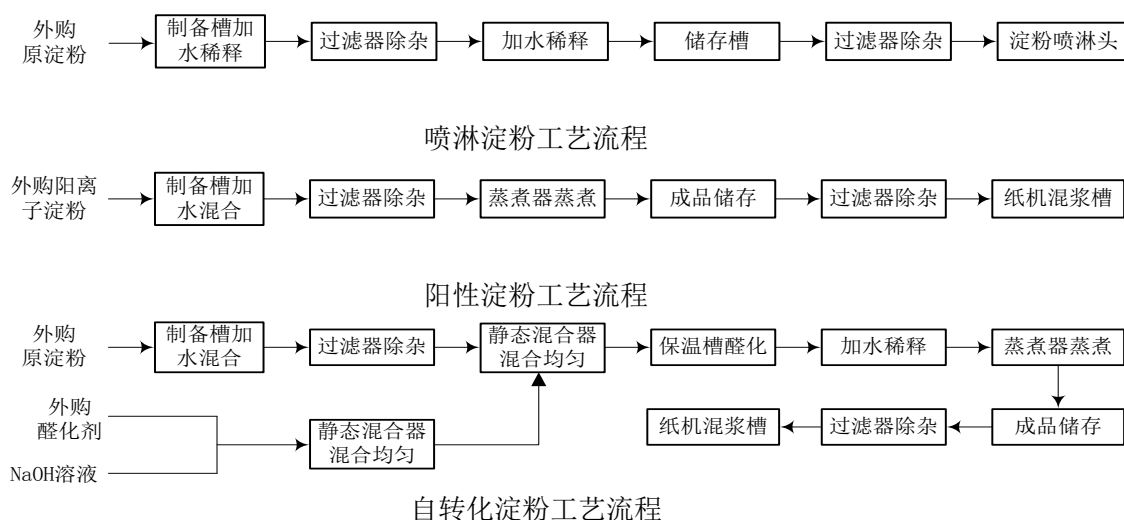 外购
原淀粉
制备槽加
水稀释
过滤器除杂
加水稀释
储存槽
过滤器除杂
淀粉喷淋头
喷淋淀粉工艺流程
外购阳离
子淀粉
制备槽加
水混合
过滤器除杂
蒸煮器蒸煮
成品储存
过滤器除杂
纸机混浆槽
阳性淀粉工艺流程
外购
原淀粉
制备槽加
水混合
过滤器除杂
静态混合器
混合均匀
保温槽醚化
加水稀释
蒸煮器蒸煮
外购
醚化剂
NaOH溶液
静态混合器
混合均匀
纸机混浆槽
过滤器除杂
成品储存
自转化淀粉工艺流程